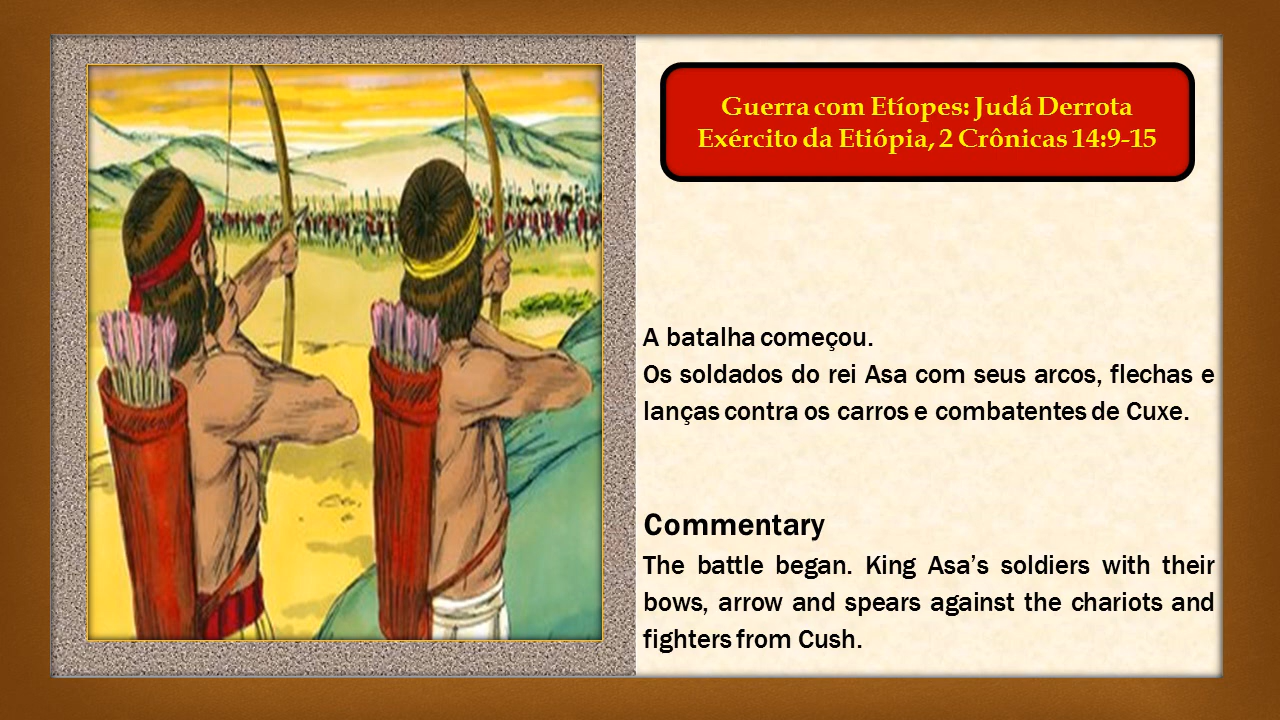 Guerra com Etíopes: Judá Derrota
Exército da Etiópia, 2 Crônicas 14:9-15
A batalha começou.
Os soldados do rei Asa com seus arcos, flechas e
lanças contra os carros e combatentes de Cuxe.
Commentary
The battle began. King Asa’s soldiers with their
bows, arrow and spears against the chariots and
fighters from Cush.